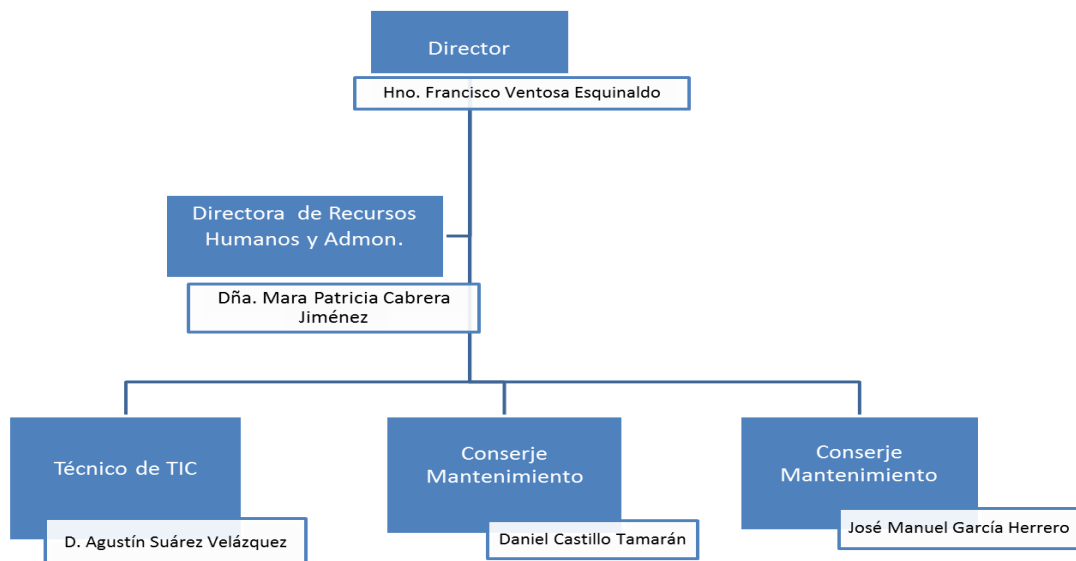 Director
Hno. Francisco Ventosa Esquinaldo
Directora de Recursos
Humanos y Admon.
Dña. Mara Patricia Cabrera
Jiménez
Técnico de TIC
D. Agustín Suárez Velázquez
Conserje
Mantenimiento
Daniel Castillo Tamarán
Conserje
Mantenimiento
José Manuel García Herrero